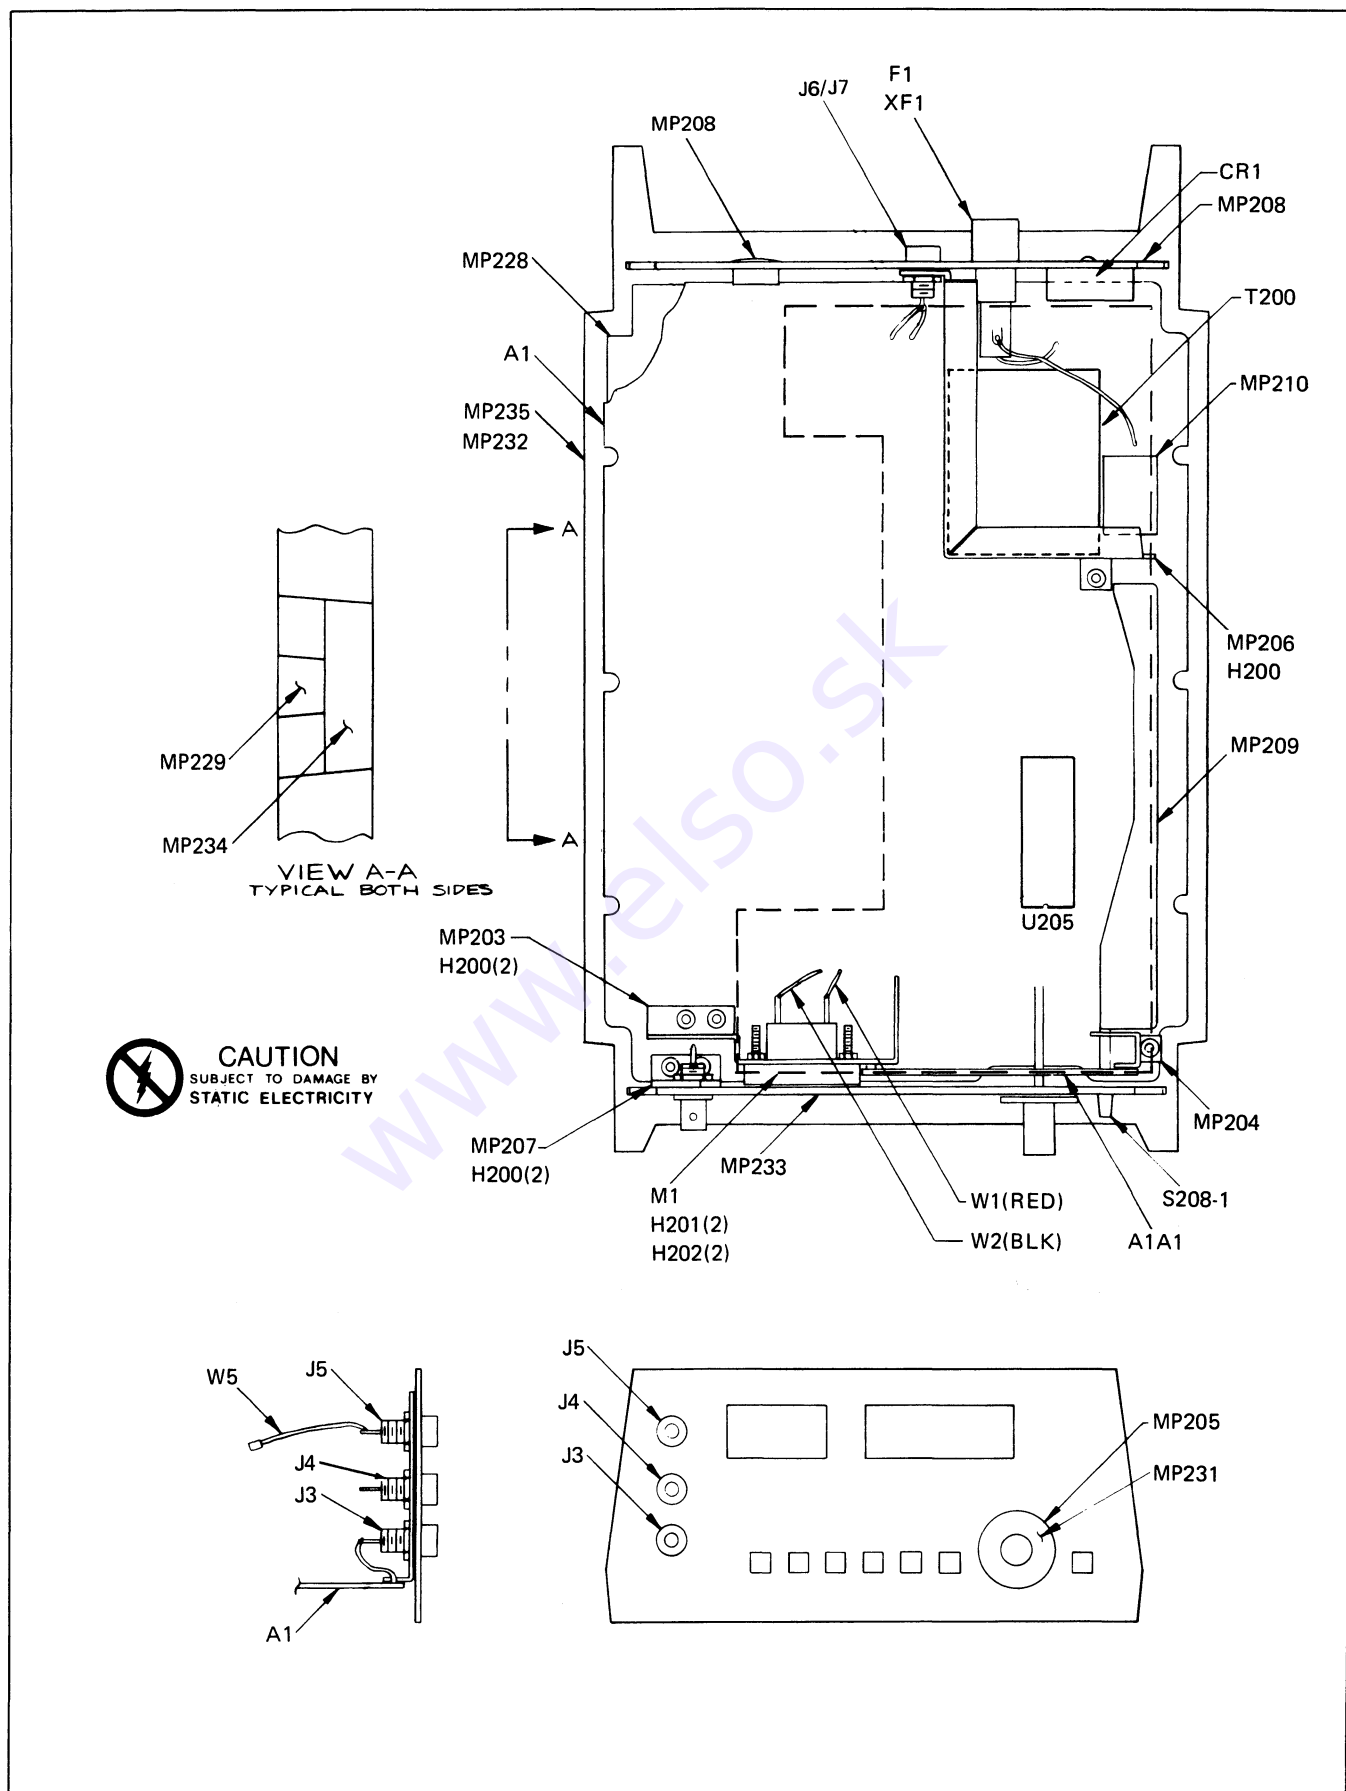 F1
XF1
J6/J7
MP208
CR1
MP208
MP228
T200
A1
MP210
MP235
MP232
A
MP206
H200
MP229
MP209
MP234
A
VIEW A-A
TYPICAL BOTH SIDES
U205
MP203
H200(2)
CAUTION
SUBJECT TO DAMAGE BY
STATIC ELECTRICITY
MP204
MP207
H200(2)
MP233
M1
H201(2)
H202(2)
W1(RED)
W2(BLK)
S208-1
A1A1
www.elso.sk
W5
J5
J4
J3
A1
J5
J4
J3
MP205
MP231